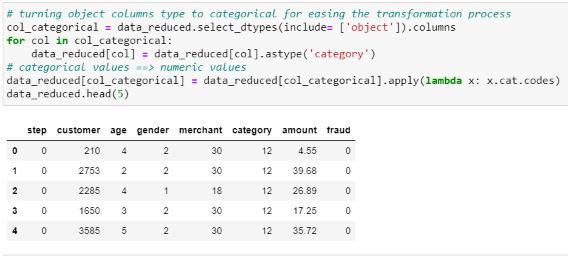 # turning object columns type to categorical for easing the transformation process
col_categorical = data_reduced.select_dtypes(include= ['object']).columns
for col in col_categorical:
    data_reduced[col] = data_reduced[col].astype('category')
# categorical values ==> numeric values
data_reduced[col_categorical] = data_reduced[col_categorical].apply(lambda x: x.cat.codes)
data_reduced.head(5)
step customer age gender merchant category amount fraud
0 0 210 4 2 30 12 4.55 0
1 0 2753 2 2 30 12 39.68 0
2 0 2285 4 1 18 12 26.89 0
3 0 1650 3 2 30 12 17.25 0
4 0 3585 5 2 30 12 35.72 0